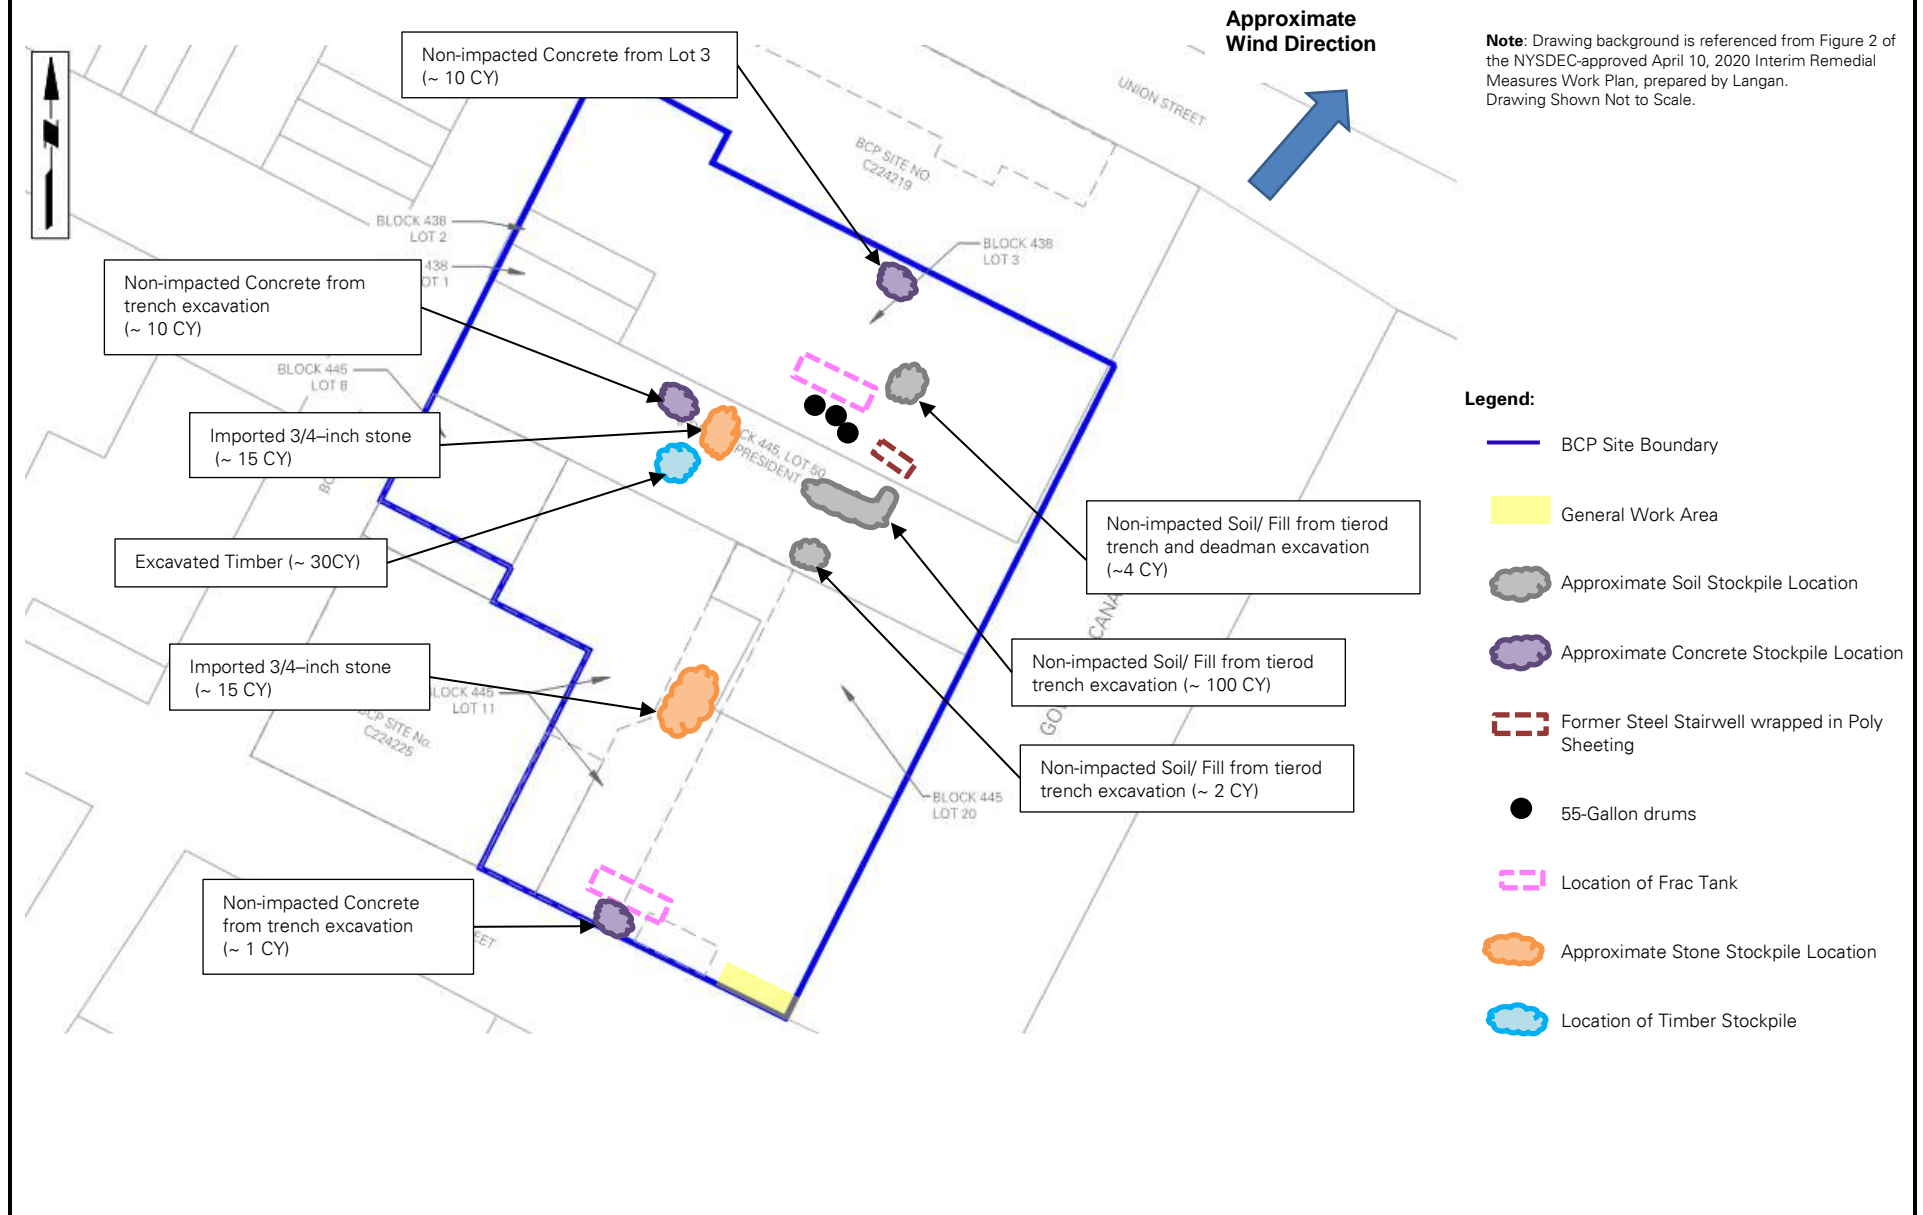 Approximate
Wind Direction
Note: Drawing background is referenced from Figure 2 of
the NYSDEC-approved April 10, 2020 Interim Remedial
Measures Work Plan, prepared by Langan.
Drawing Shown Not to Scale.
Non-impacted Concrete from Lot 3
(~ 10 CY)
UNION STREET
BCP SITE NO.
C224219
N
BLOCK 438
LOT 2
BLOCK 438
LOT 3
438
OT 1
Non-impacted Concrete from
trench excavation
(~ 10 CY)
BLOCK 445
LOT 8
Imported 3/4–inch stone
(~ 15 CY)
CK 445, LOT 50
PRESIDENT
Excavated Timber (~ 30CY)
Non-impacted Soil/ Fill from tierod
trench and deadman excavation
(~4 CY)
CANA
Non-impacted Soil/ Fill from tierod
trench excavation (~ 100 CY)
Imported 3/4–inch stone
(~ 15 CY)
LOCK 445
LOT 11
BCP SITE No.
C224225
Non-impacted Soil/ Fill from tierod
trench excavation (~ 2 CY)
BLOCK 445
LOT 20
Non-impacted Concrete
from trench excavation
(~ 1 CY)
EET
Legend:
BCP Site Boundary
General Work Area
Approximate Soil Stockpile Location
Approximate Concrete Stockpile Location
Former Steel Stairwell wrapped in Poly
Sheeting
55-Gallon drums
Location of Frac Tank
Approximate Stone Stockpile Location
Location of Timber Stockpile